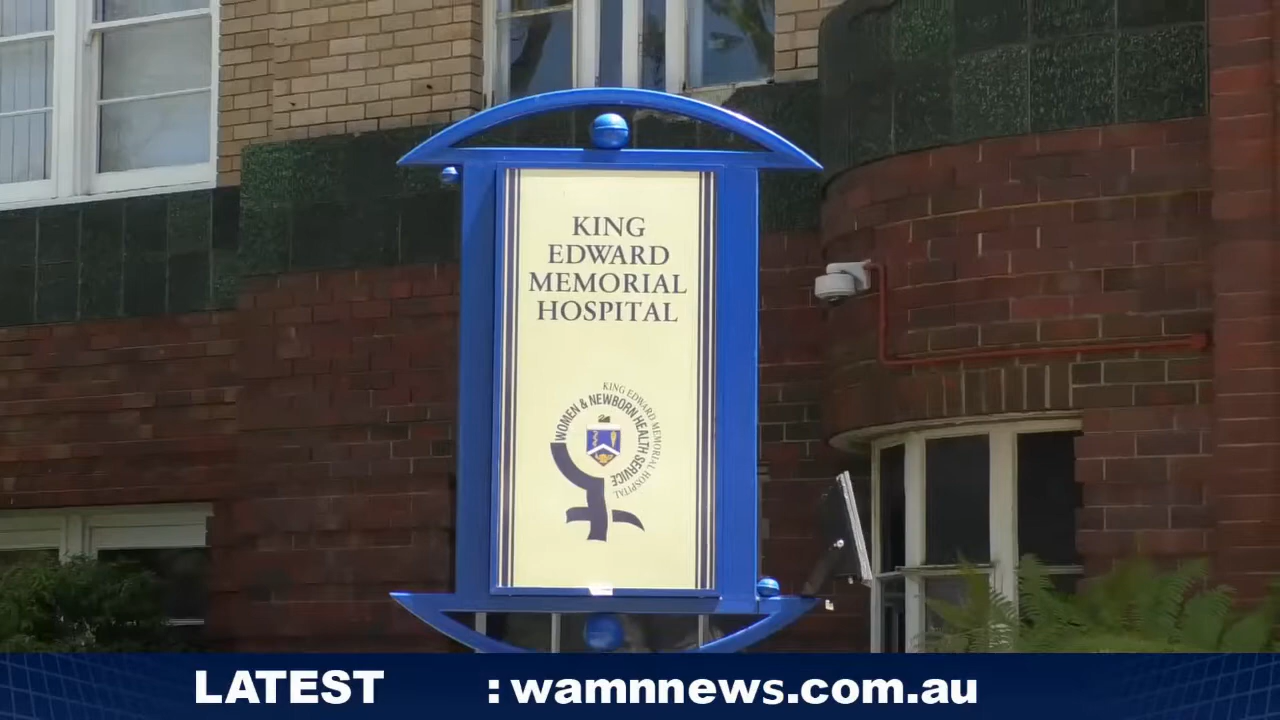 KING
EDWARD
MEMORIAL
HOSPITAL
KING EDWARD MEMORIAL HOSPITAL
WOMEN & NEWBORN HEALTH SERVICE
LATEST : wamnnews.com.au